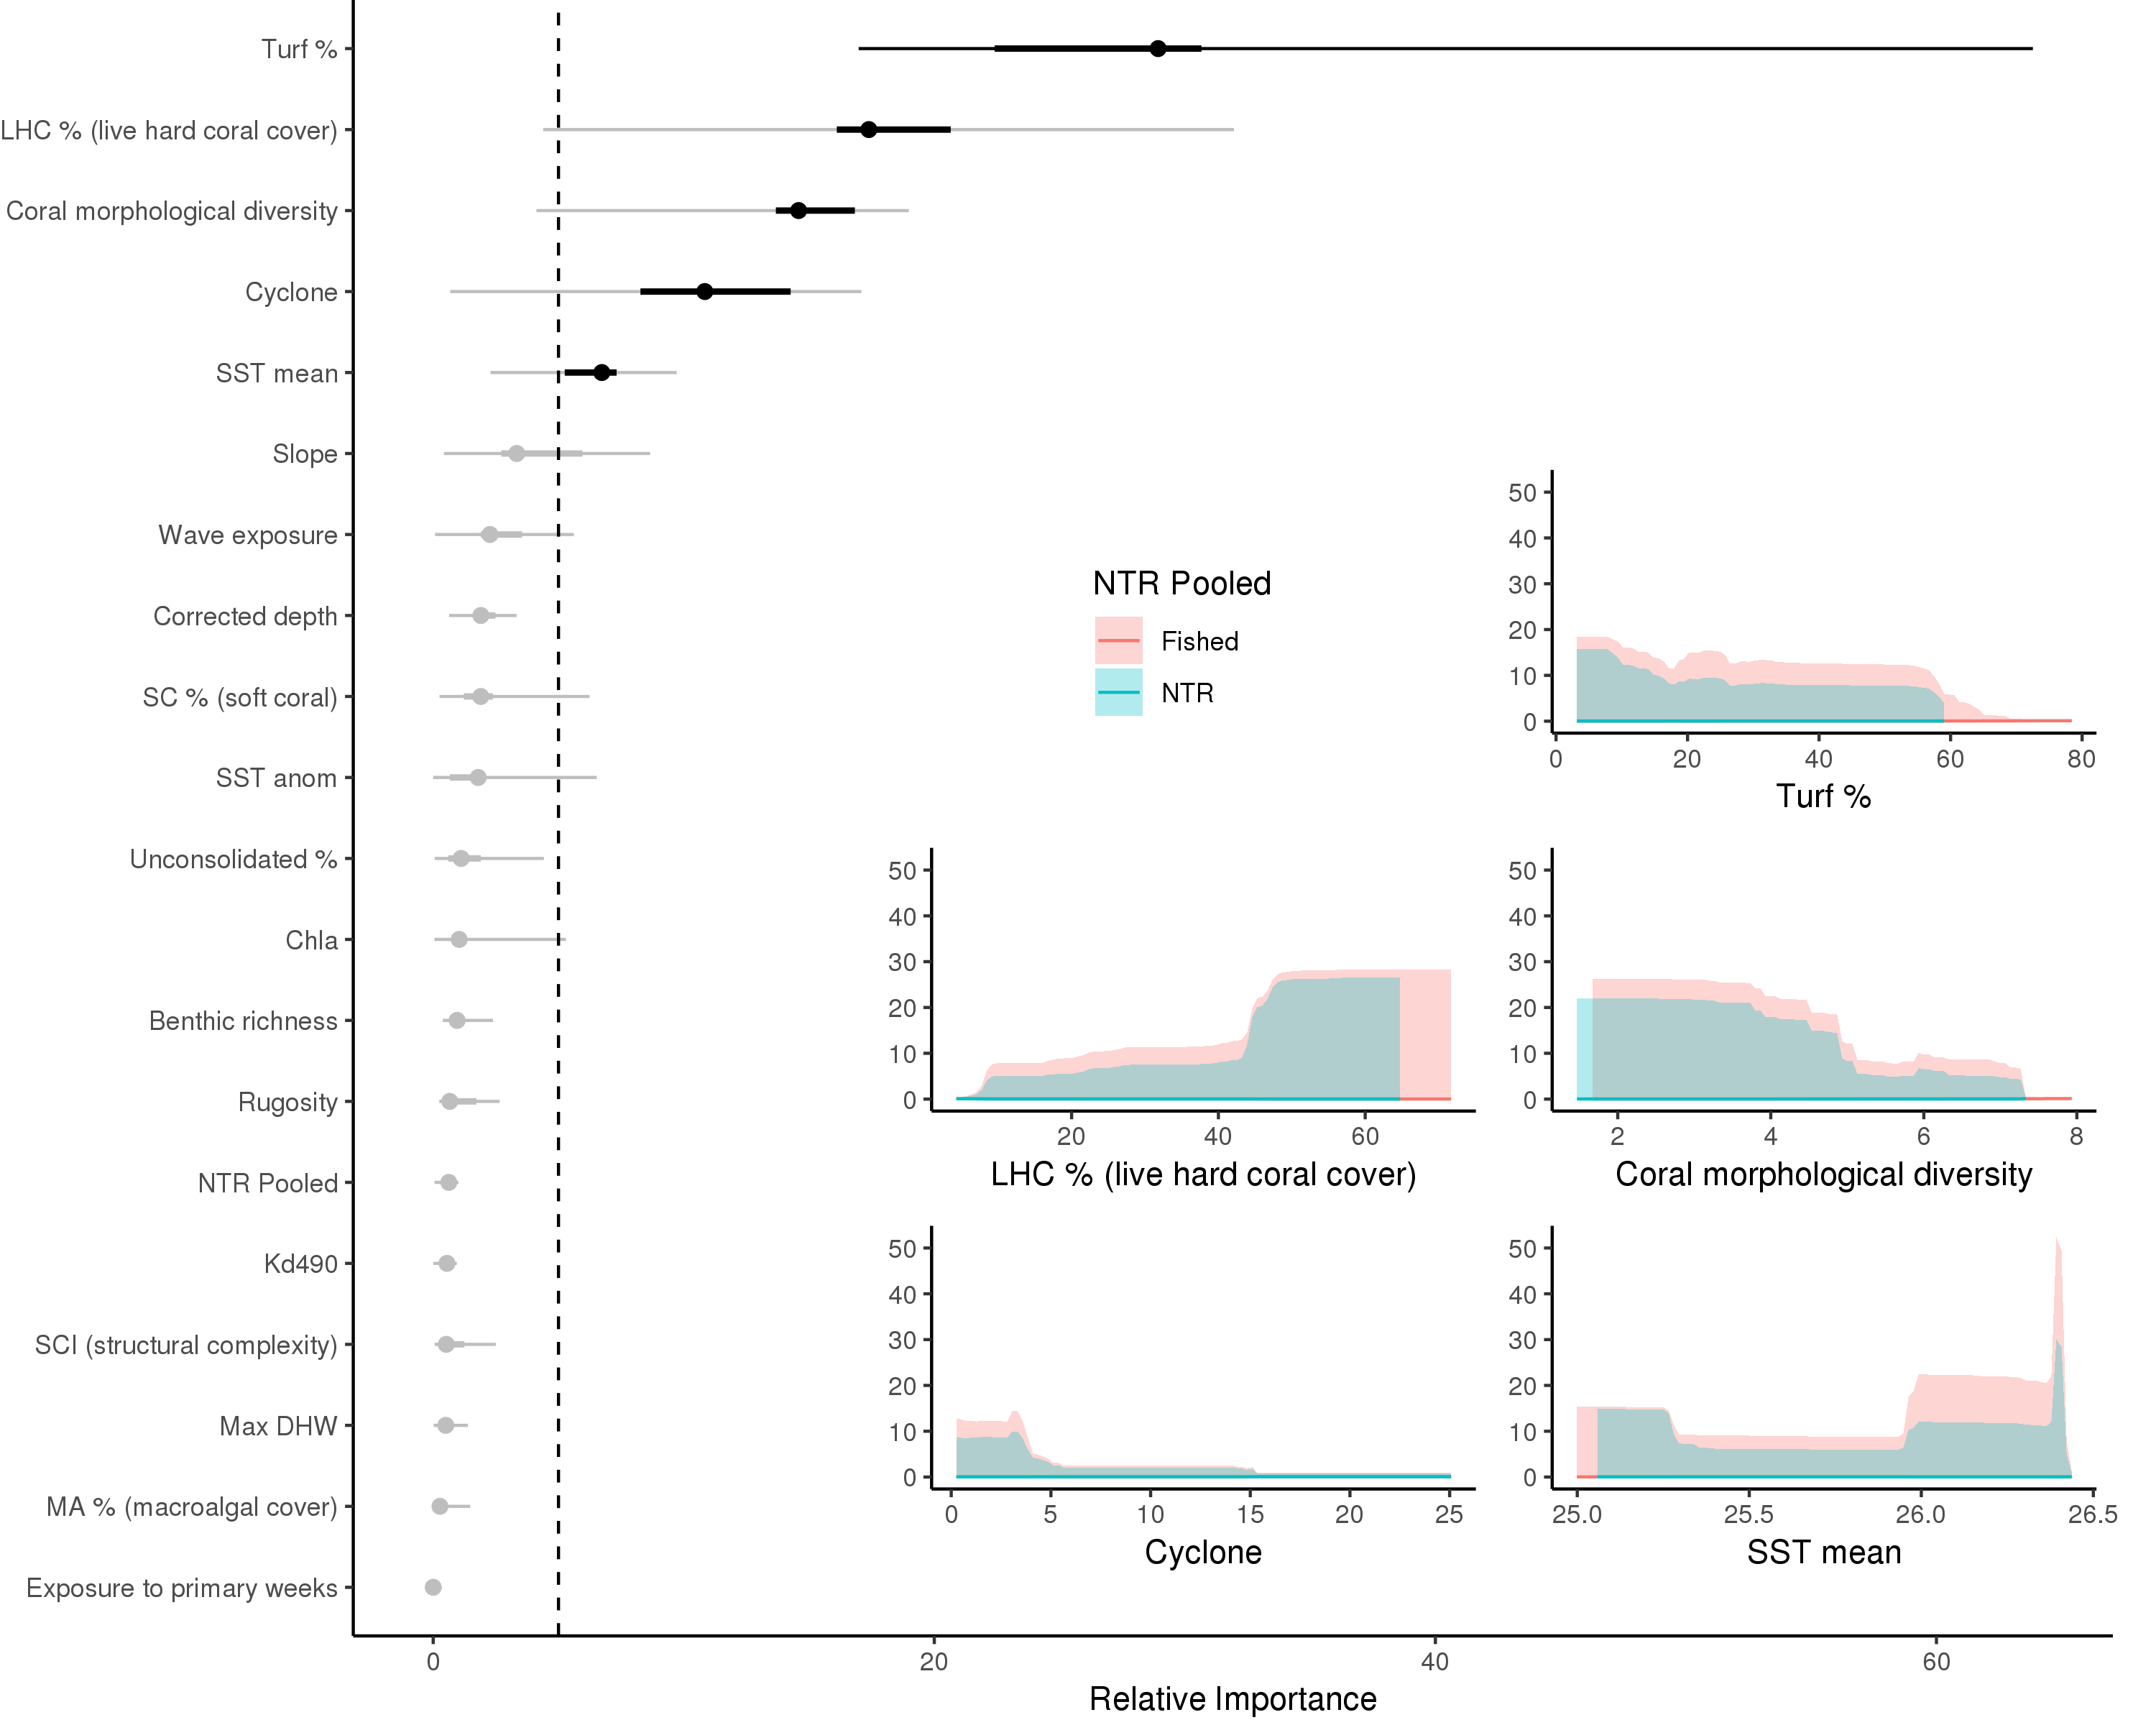 Turf %
LHC % (live hard coral cover)
Coral morphological diversity
Cyclone
SST mean
Slope
Wave exposure
Corrected depth
SC % (soft coral)
SST anom
Unconsolidated %
Chla
Benthic richness
Rugosity
NTR Pooled
Kd490
SCI (structural complexity)
Max DHW
MA % (macroalgal cover)
Exposure to primary weeks
0 20 40 60
Relative Importance
NTR Pooled
Fished
NTR
50
40
30
20
10
0
0 20 40 60 80
Turf %
50
40
30
20
10
0
20 40 60
LHC % (live hard coral cover)
50
40
30
20
10
0
2 4 6 8
Coral morphological diversity
50
40
30
20
10
0
0 5 10 15 20 25
Cyclone
50
40
30
20
10
0
25.0 25.5 26.0 26.5
SST mean